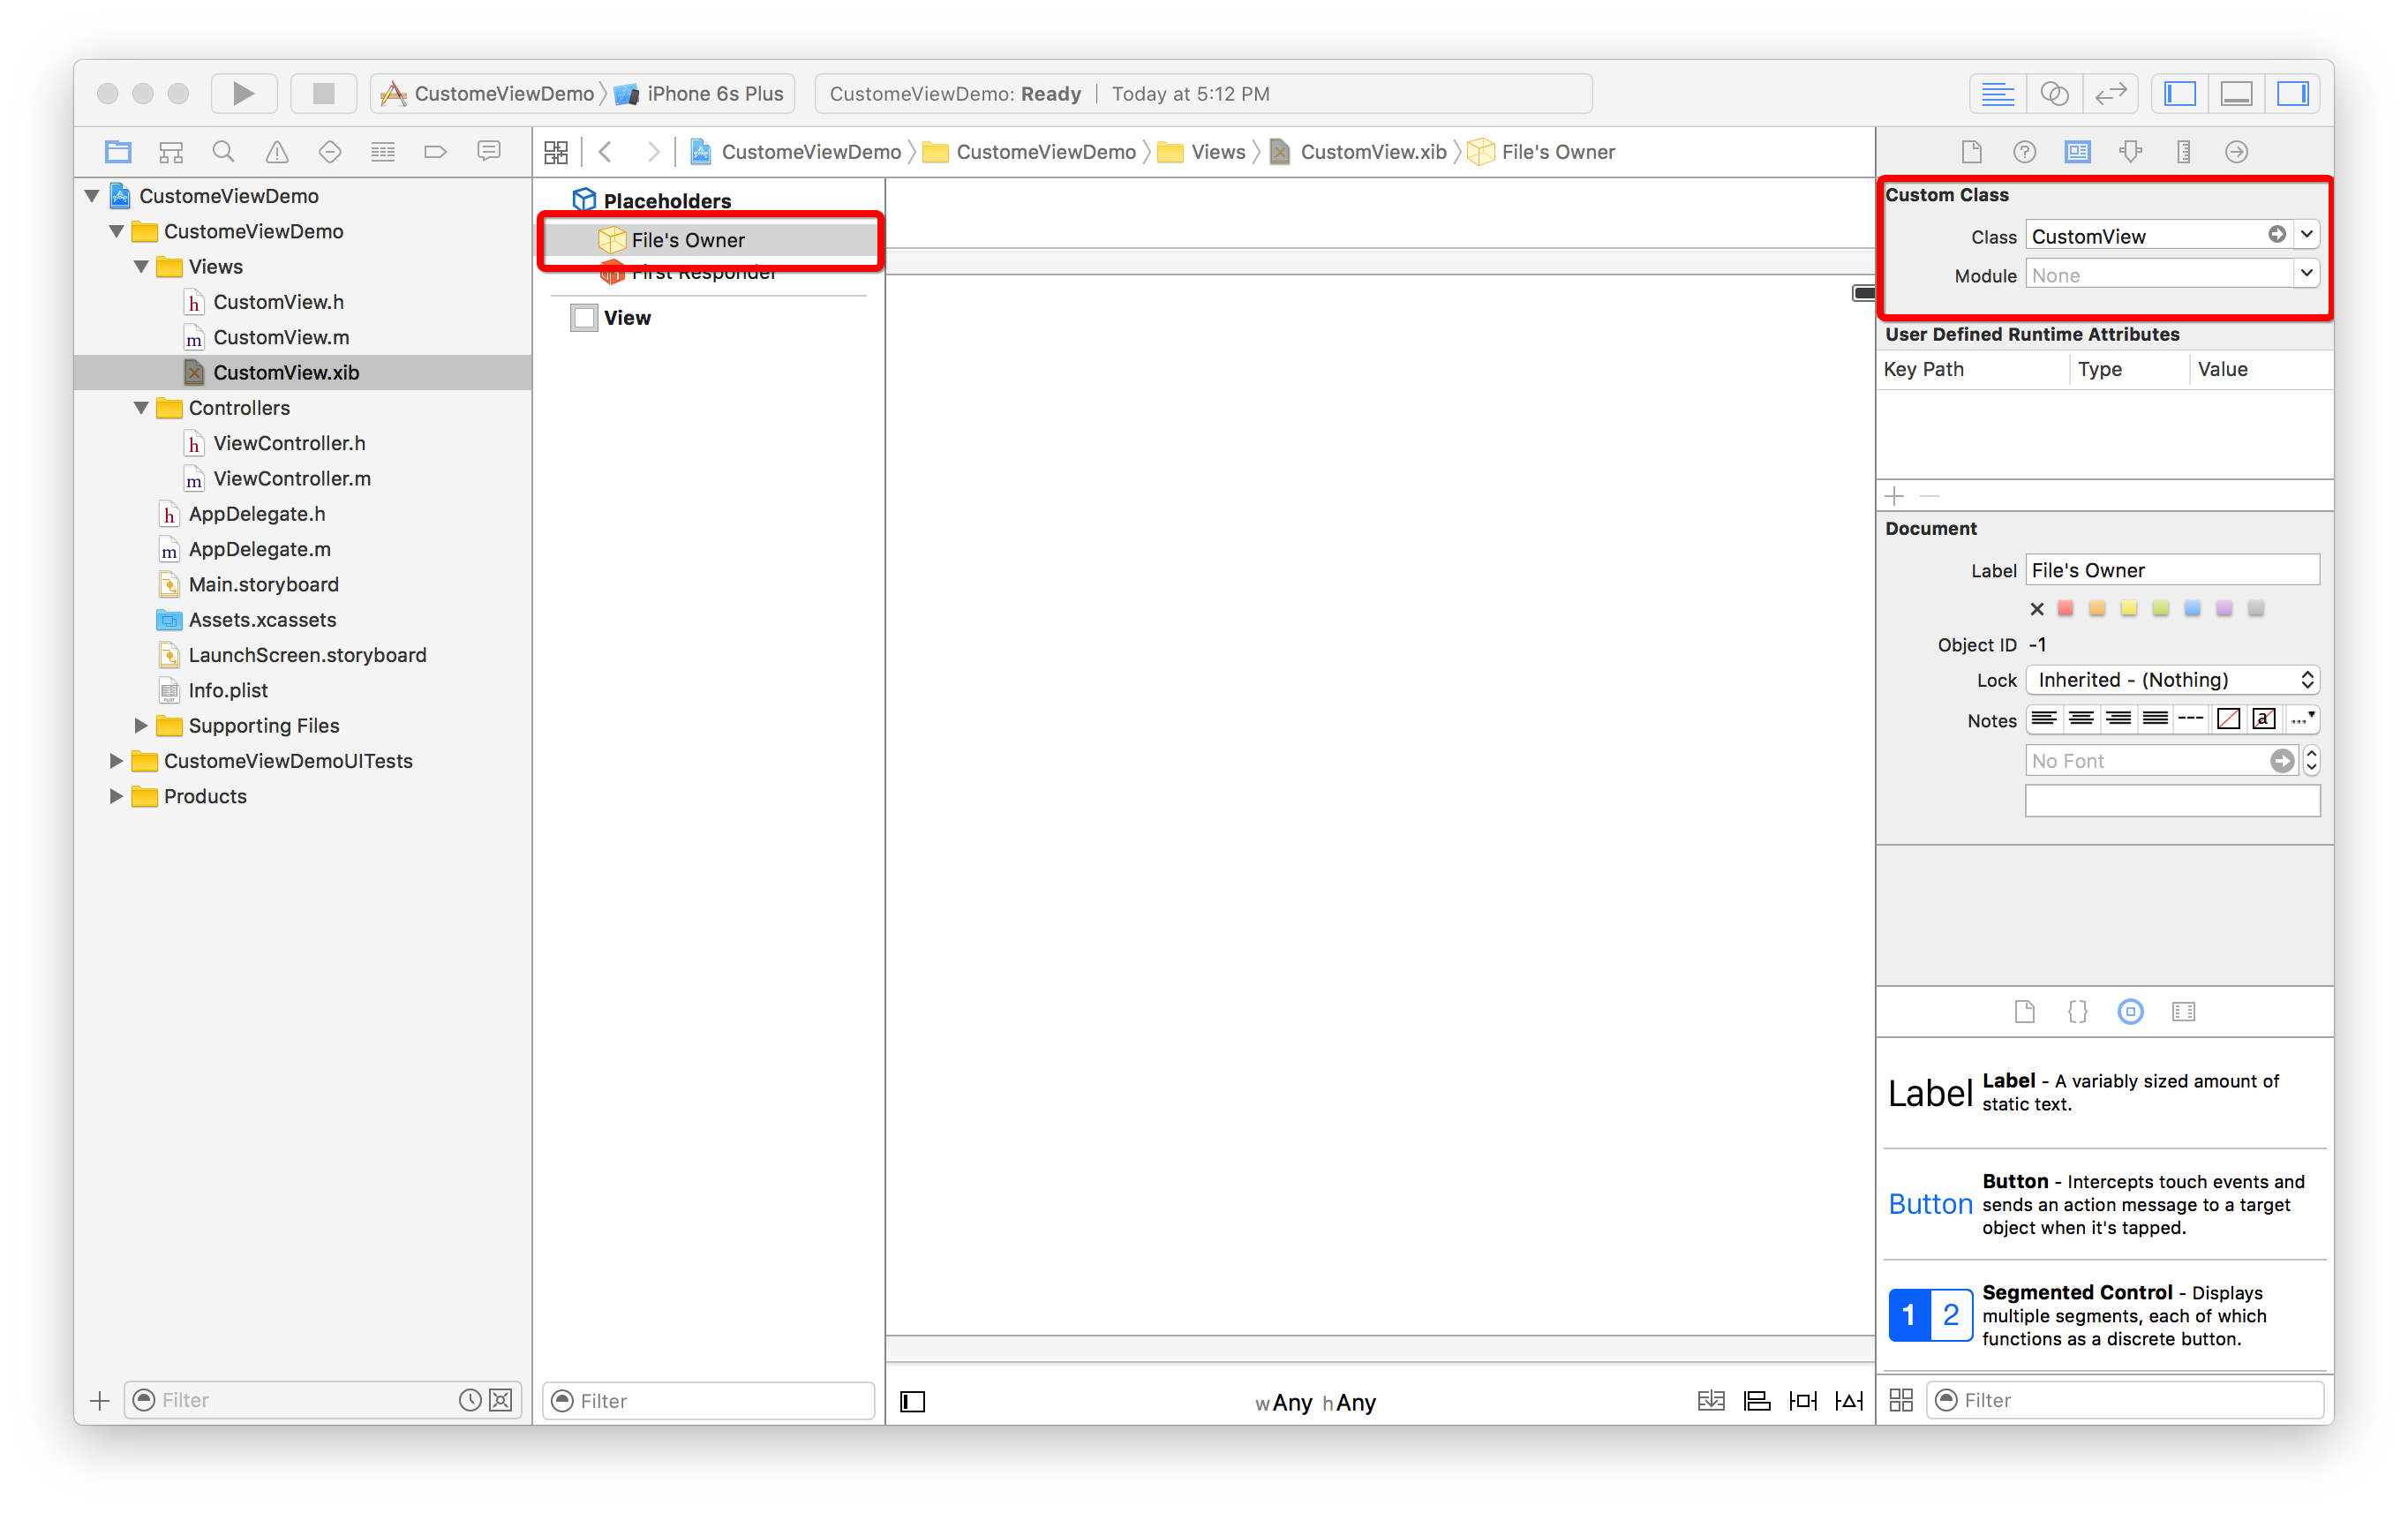 CustomeViewDemo iPhone 6s Plus
CustomeViewDemo: Ready Today at 5:12 PM
CustomeViewDemo CustomeViewDemo Views CustomView.xib File's Owner
CustomeViewDemo
CustomeViewDemo
Views
CustomView.h
CustomView.m
CustomView.xib
Controllers
ViewController.h
ViewController.m
AppDelegate.h
AppDelegate.m
Main.storyboard
Assets.xcassets
LaunchScreen.storyboard
Info.plist
Supporting Files
CustomeViewDemoUITests
Products
Filter
Placeholders
File's Owner
First Responder
View
Filter
wAny hAny
Custom Class
Class CustomView
Module None
User Defined Runtime Attributes
Key Path Type Value
Document
Label File's Owner
Object ID -1
Lock Inherited - (Nothing)
Notes
No Font
Label Label - A variably sized amount of
static text.
Button Button - Intercepts touch events and
sends an action message to a target
object when it's tapped.
1 2 Segmented Control - Displays
multiple segments, each of which
functions as a discrete button.
Filter